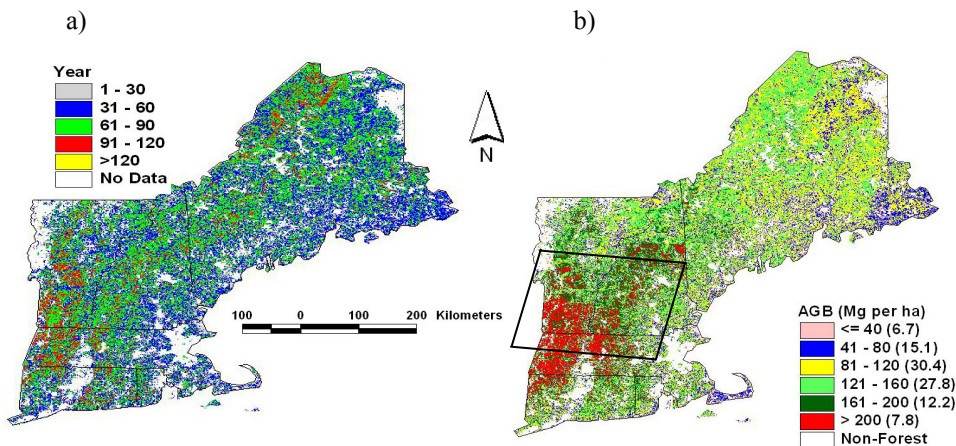 a)
b)
Year
1 - 30
31 - 60
61 - 90
91 - 120
>120
No Data
N
100 0 100 200 Kilometers
AGB (Mg per ha)
<= 40 (6.7)
41 - 80 (15.1)
81 - 120 (30.4)
121 - 160 (27.8)
161 - 200 (12.2)
> 200 (7.8)
Non-Forest